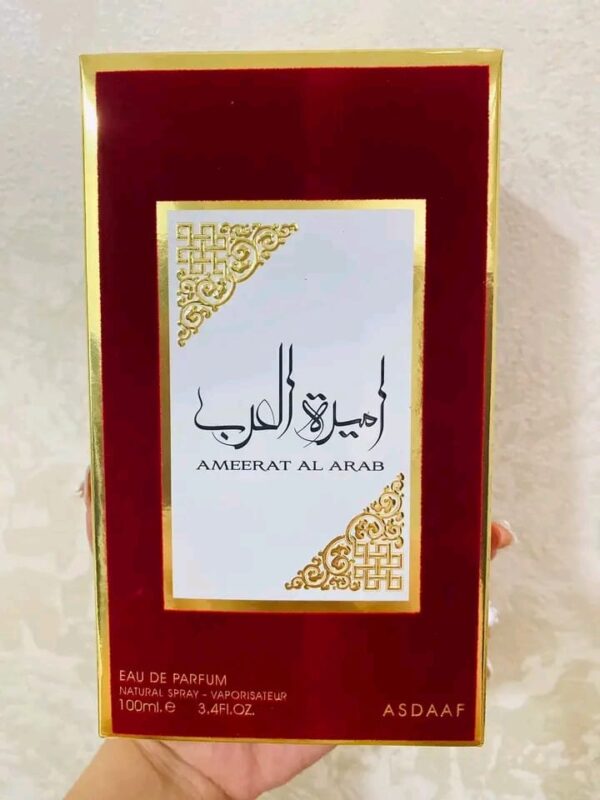 اميرة العرب
AMEERAT AL ARAB
EAU DE PARFUM
NATURAL SPRAY - VAPORISATEUR
100ml.e 3.4Fl.OZ.
ASDAAF